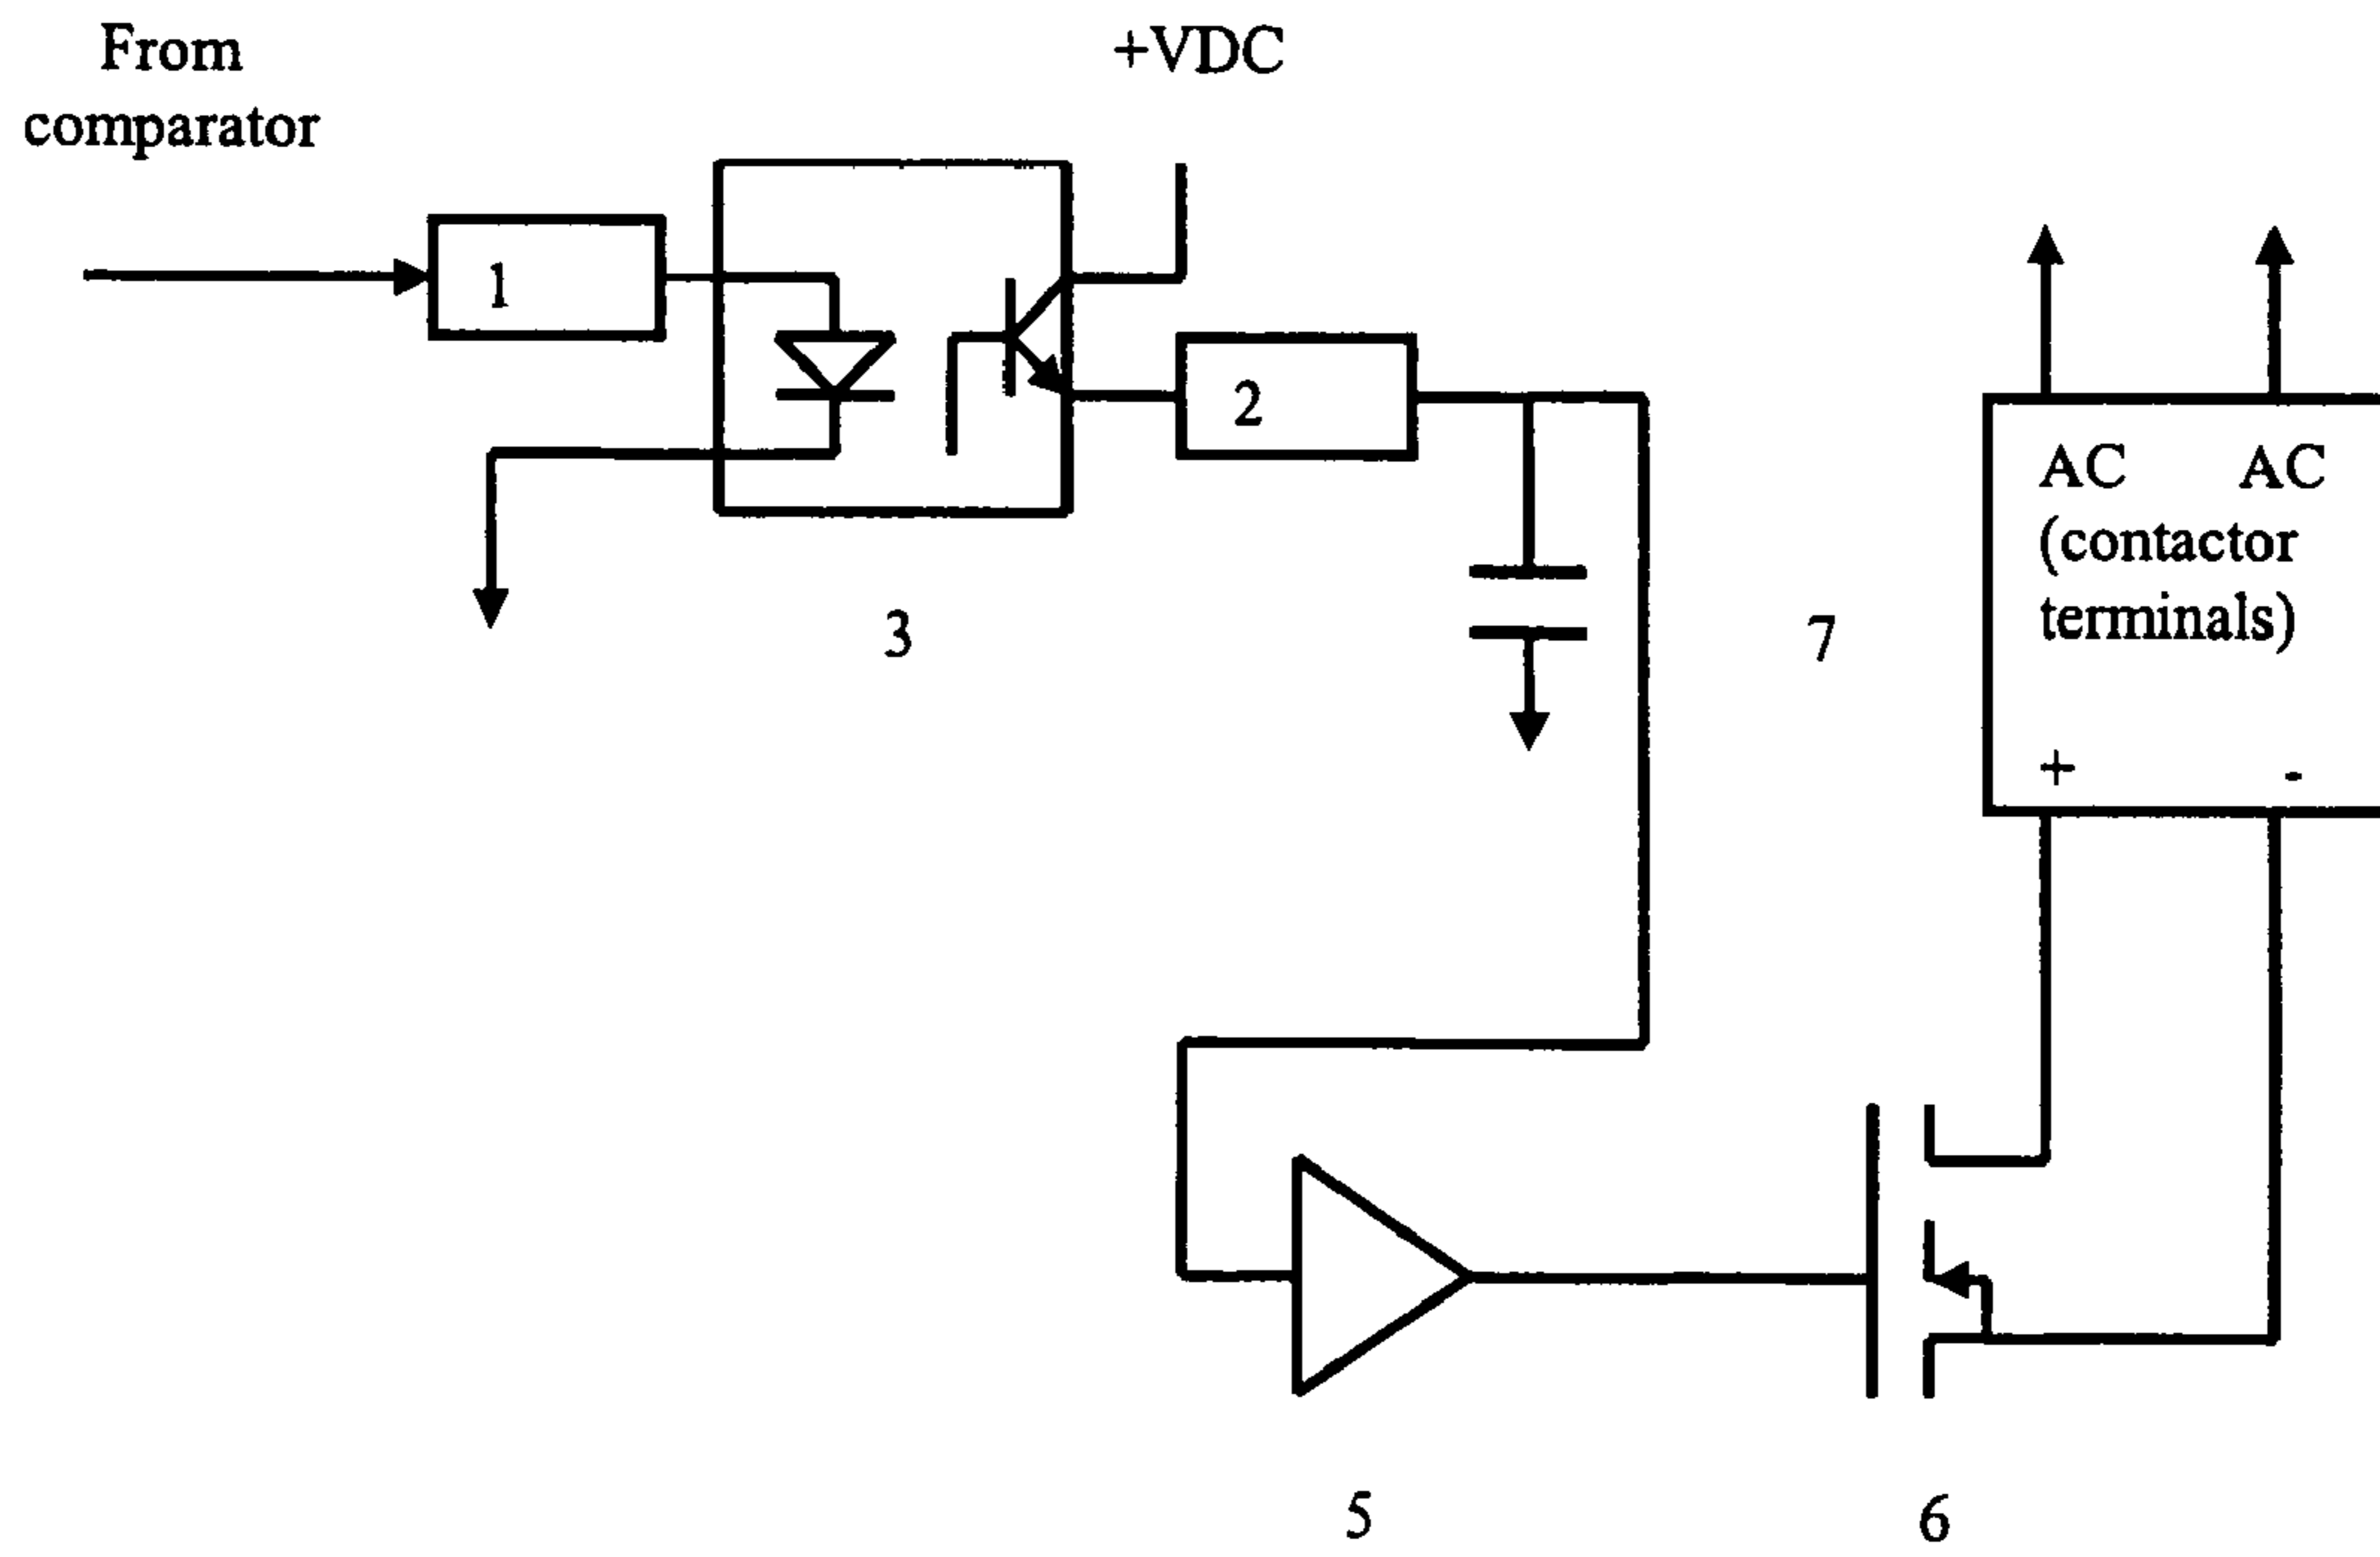 From
comparator
+VDC
1
2
3
7
AC AC
(contactor
terminals)
+ -
5
6